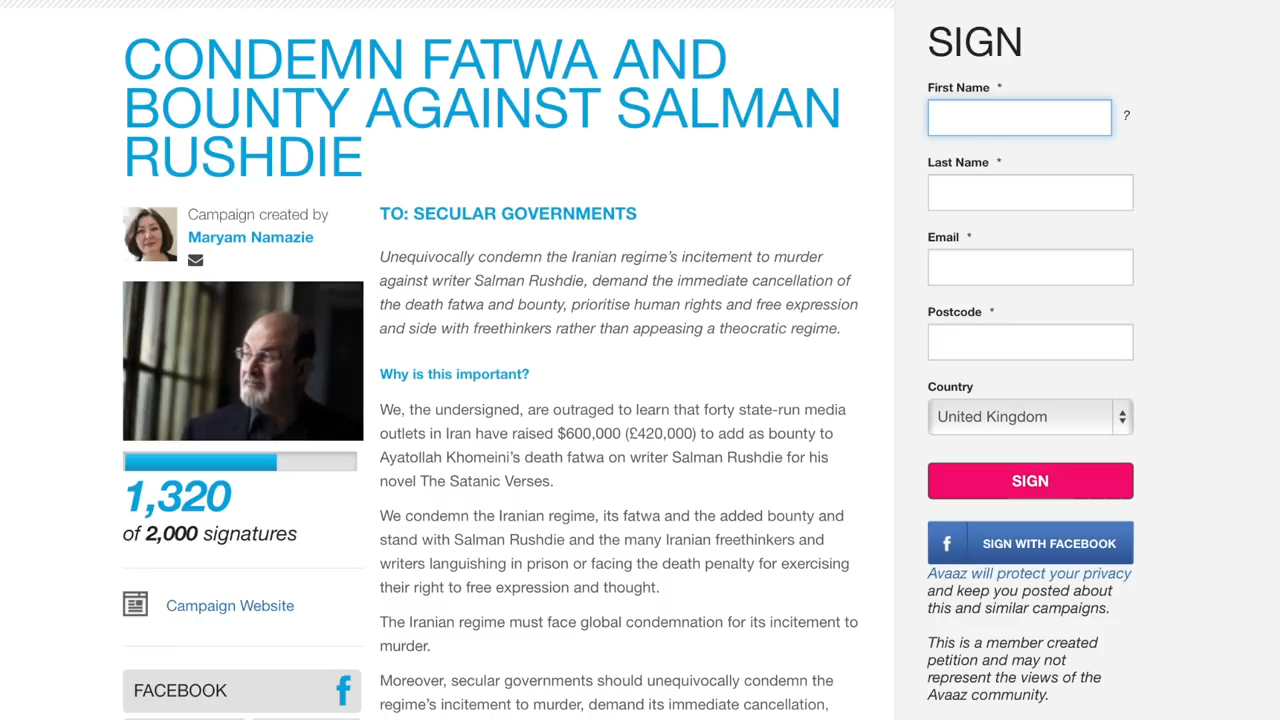 CONDEMN FATWA AND
BOUNTY AGAINST SALMAN
RUSHDIE
Campaign created by
Maryam Namazie
1,320
of 2,000 signatures
Campaign Website
FACEBOOK
TO: SECULAR GOVERNMENTS
Unequivocally condemn the Iranian regime's incitement to murder
against writer Salman Rushdie, demand the immediate cancellation of
the death fatwa and bounty, prioritise human rights and free expression
and side with freethinkers rather than appeasing a theocratic regime.
Why is this important?
We, the undersigned, are outraged to learn that forty state-run media
outlets in Iran have raised $600,000 (£420,000) to add as bounty to
Ayatollah Khomeini's death fatwa on writer Salman Rushdie for his
novel The Satanic Verses.
We condemn the Iranian regime, its fatwa and the added bounty and
stand with Salman Rushdie and the many Iranian freethinkers and
writers languishing in prison or facing the death penalty for exercising
their right to free expression and thought.
The Iranian regime must face global condemnation for its incitement to
murder.
Moreover, secular governments should unequivocally condemn the
regime's incitement to murder, demand its immediate cancellation,
SIGN
First Name *
?
Last Name *
Email *
Postcode *
Country
United Kingdom
SIGN
f SIGN WITH FACEBOOK
Avaaz will protect your privacy
and keep you posted about
this and similar campaigns.
This is a member created
petition and may not
represent the views of the
Avaaz community.